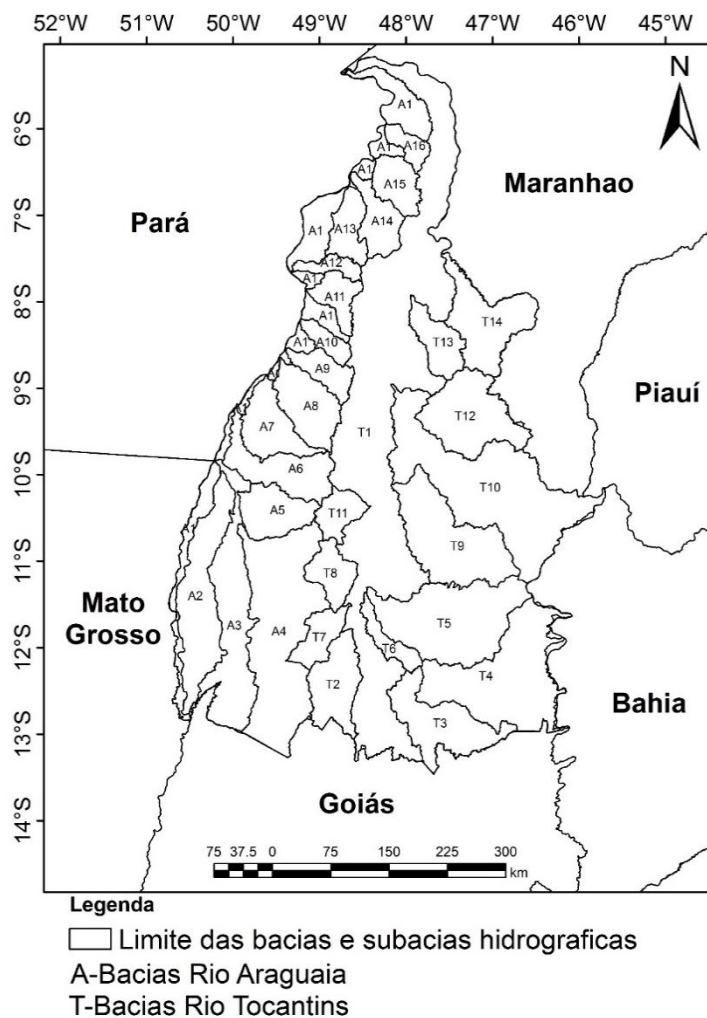 52°W 51°W 50°W 49°W 48°W 47°W 46°W 45°W
N
6°S
7°S
8°S
9°S
10°S
11°S
12°S
13°S
14°S
A1
A1
A16
A1
A15
Maranhao
Pará
A1
A13
A14
A12
A1
A11
A1
T14
A1
A10
T13
A9
Piauí
A8
T12
A7
T1
A6
T10
A5
T11
T9
T8
Mato
Grosso
A2
A3
A4
T7
T5
T6
T2
T4
Bahia
T3
Goiás
75 37.5 0 75 150 225 300
km
Legenda
Limite das bacias e subacias hidrograficas
A-Bacias Rio Araguaia
T-Bacias Rio Tocantins